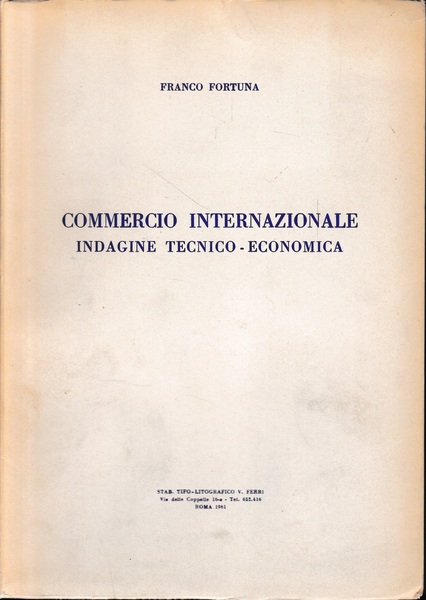 FRANCO FORTUNA
COMMERCIO INTERNAZIONALE
INDAGINE TECNICO - ECONOMICA
STAB. TIPO-LITOGRAFICO V. FERRI
Via delle Coppelle 16-a - Tel. 652.416
ROMA 1961